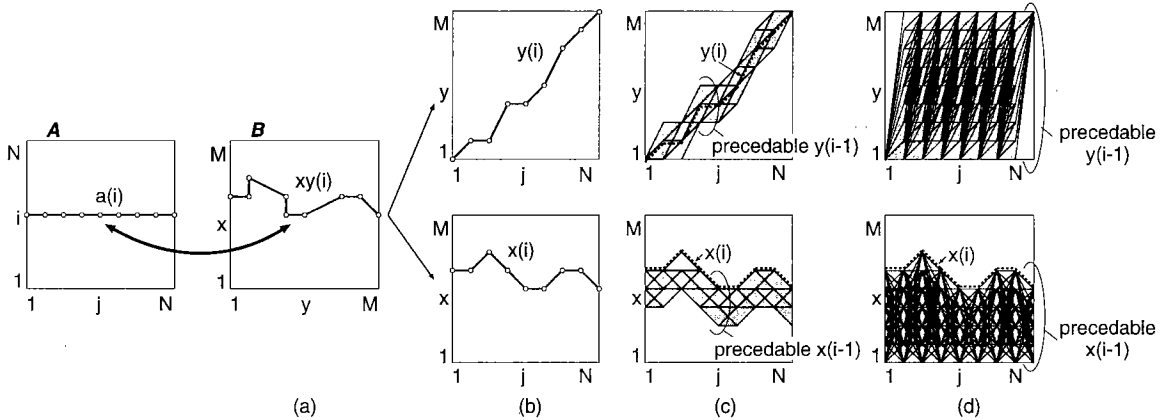 A
N
a(i)
i
1
1 j N
B
M
xy(i)
x
1
1 y M
(a)
M
y(i)
y
1
1 j N
M
x(i)
x
1
1 j N
(b)
M
y(i)
y
precedable y(i-1)
1
1 j N
M
x(i)
x
precedable x(i-1)
1
1 j N
(c)
M
y
precedable
y(i-1)
1
1 j N
M
x(i)
x
precedable
x(i-1)
1
1 j N
(d)